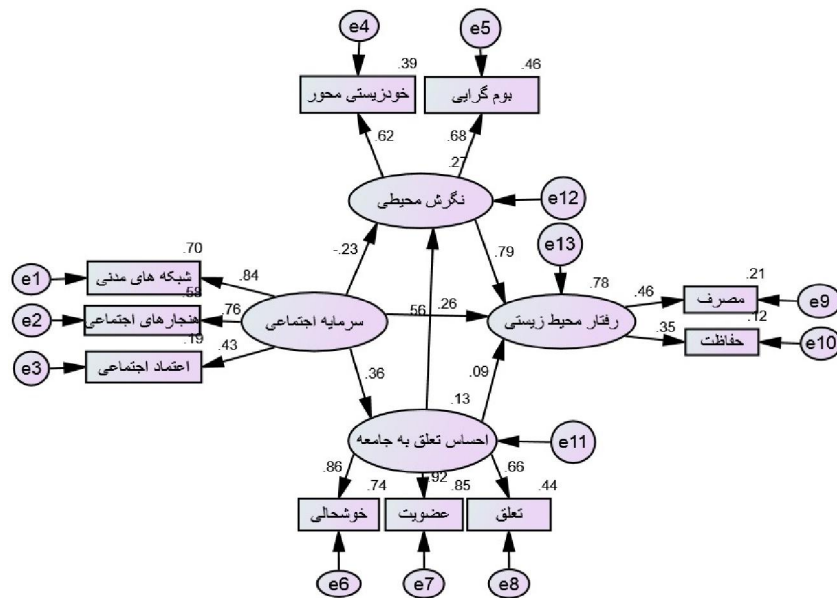 e4
e5
.39
.46
خودزیستی محور
بوم گرایی
.62
.68
.27
نگرش محیطی
e12
e13
-.23
.79
.70
.78
e1
شبکه های مدنی
.84
.58
e2
هنجارهای اجتماعی
.76
سرمایه اجتماعی
.56
.26
رفتار محیط زیستی
.46
.21
مصرف
e9
.19
.12
e3
اعتماد اجتماعی
.43
.35
حفاظت
e10
.36
.09
.13
احساس تعلق به جامعه
e11
.86
.92
.66
.74
.85
.44
خوشحالی
عضویت
تعلق
e6
e7
e8